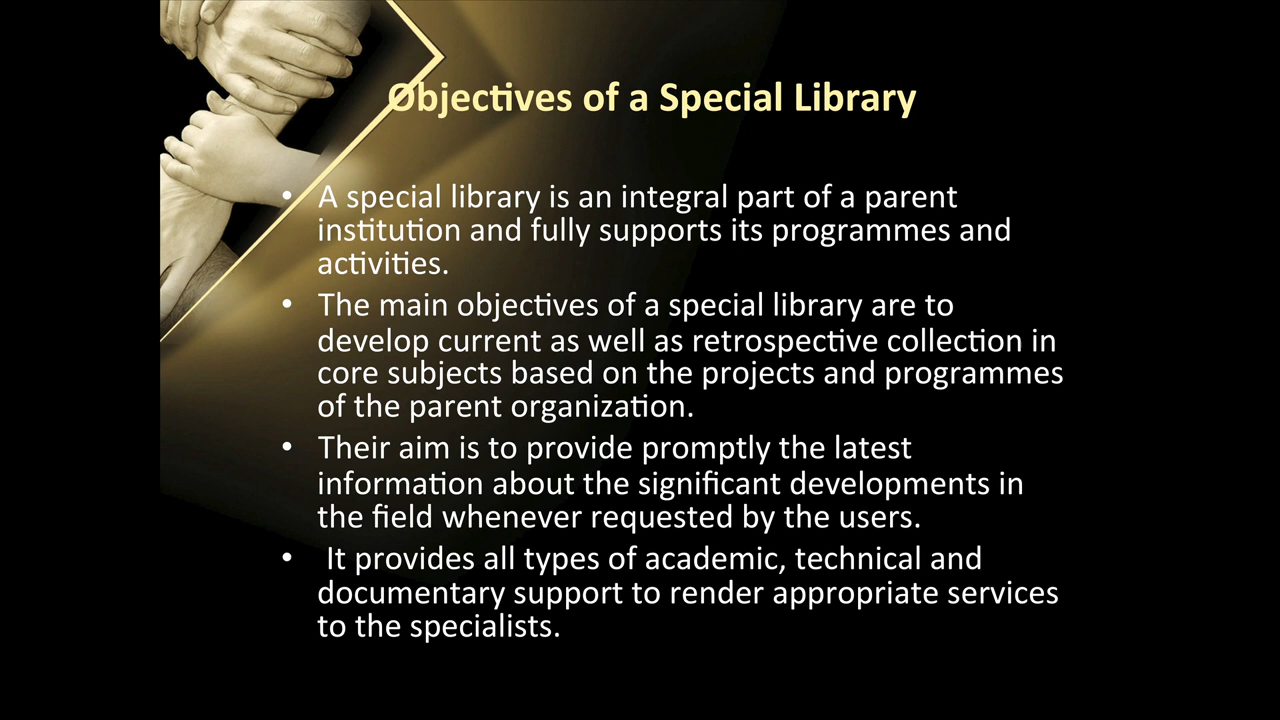 Objectives of a Special Library
• A special library is an integral part of a parent
institution and fully supports its programmes and
activities.
• The main objectives of a special library are to
develop current as well as retrospective collection in
core subjects based on the projects and programmes
of the parent organization.
• Their aim is to provide promptly the latest
information about the significant developments in
the field whenever requested by the users.
• It provides all types of academic, technical and
documentary support to render appropriate services
to the specialists.